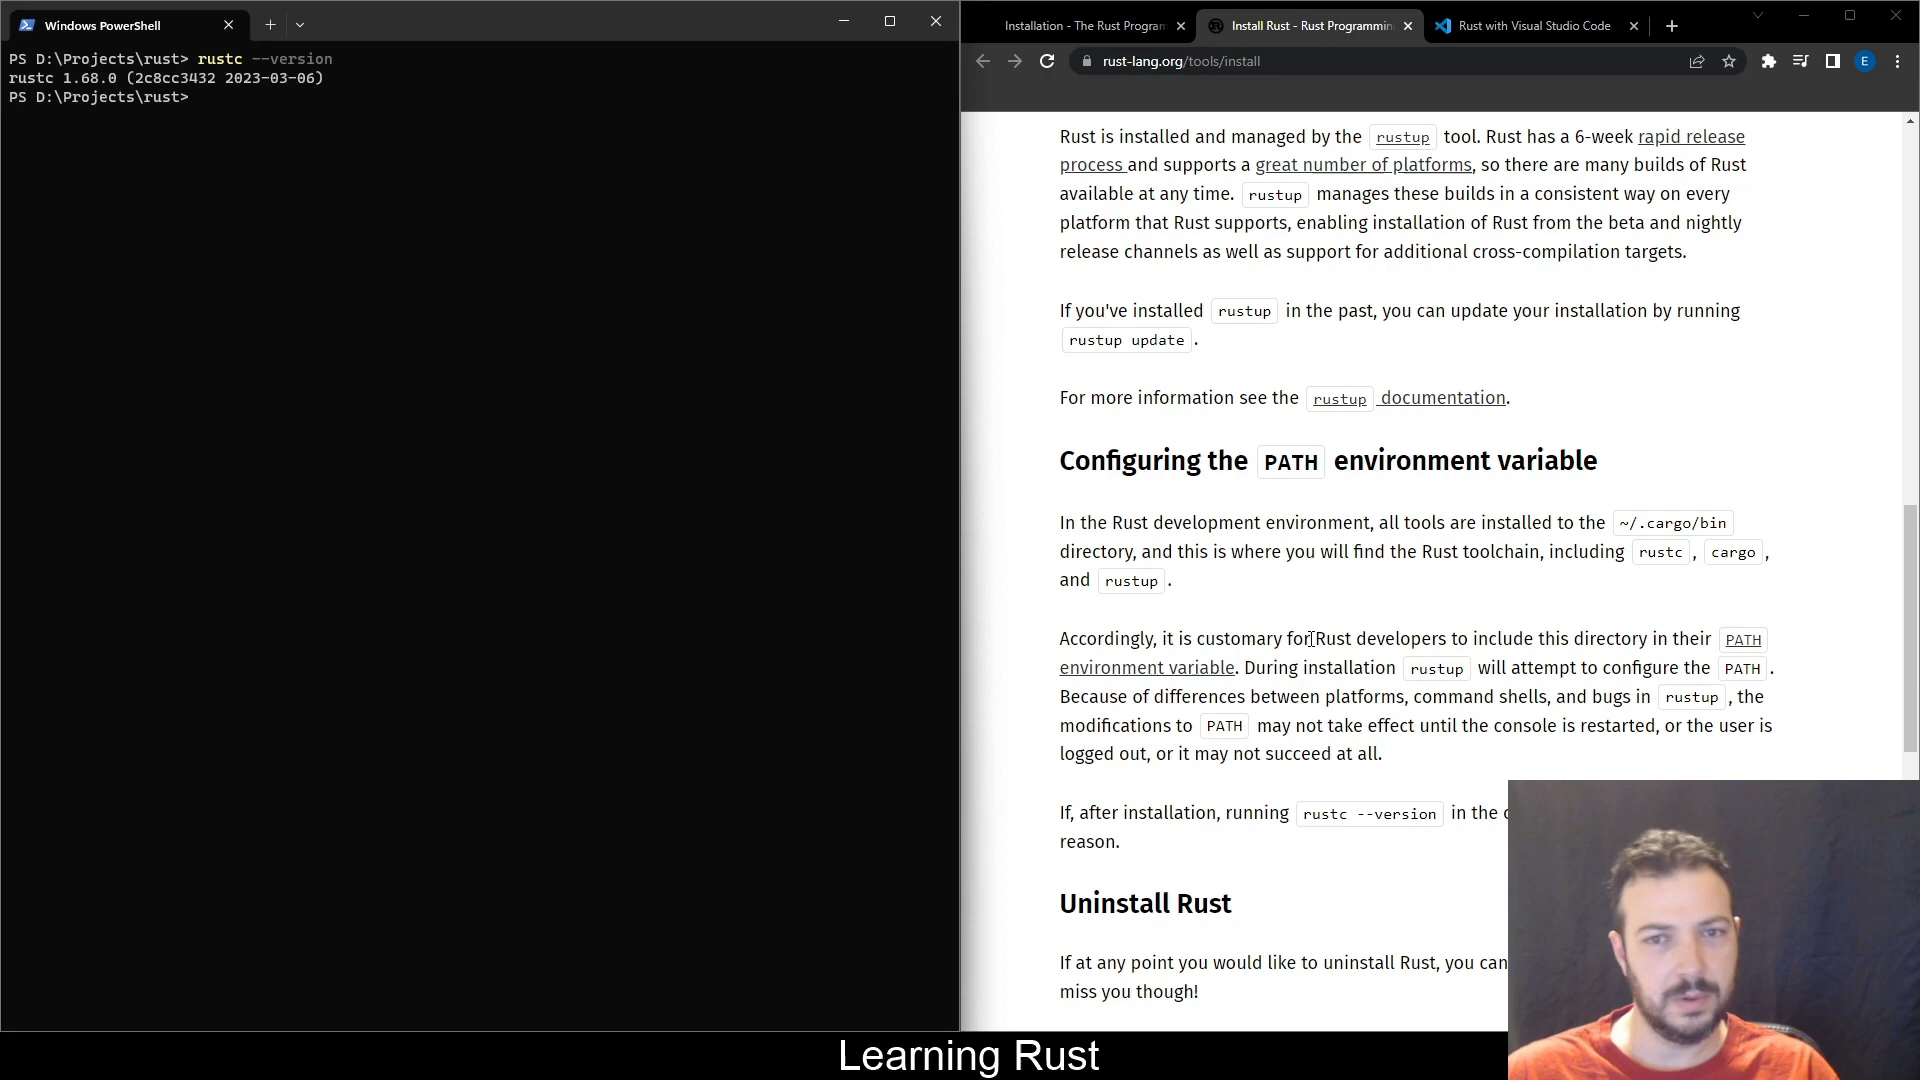 Windows PowerShell
PS D:\Projects\rust> rustc --version
rustc 1.68.0 (2c8cc3432 2023-03-06)
PS D:\Projects\rust>
Installation - The Rust Program
Install Rust - Rust Programmin
Rust with Visual Studio Code
rust-lang.org/tools/install
E
Rust is installed and managed by the rustup tool. Rust has a 6-week rapid release
process and supports a great number of platforms, so there are many builds of Rust
available at any time. rustup manages these builds in a consistent way on every
platform that Rust supports, enabling installation of Rust from the beta and nightly
release channels as well as support for additional cross-compilation targets.
If you've installed rustup in the past, you can update your installation by running
rustup update.
For more information see the rustup documentation.
Configuring the PATH environment variable
In the Rust development environment, all tools are installed to the ~/.cargo/bin
directory, and this is where you will find the Rust toolchain, including rustc, cargo,
and rustup.
Accordingly, it is customary for Rust developers to include this directory in their PATH
environment variable. During installation rustup will attempt to configure the PATH.
Because of differences between platforms, command shells, and bugs in rustup, the
modifications to PATH may not take effect until the console is restarted, or the user is
logged out, or it may not succeed at all.
If, after installation, running rustc --version in the
reason.
Uninstall Rust
If at any point you would like to uninstall Rust, you can
miss you though!
Learning Rust